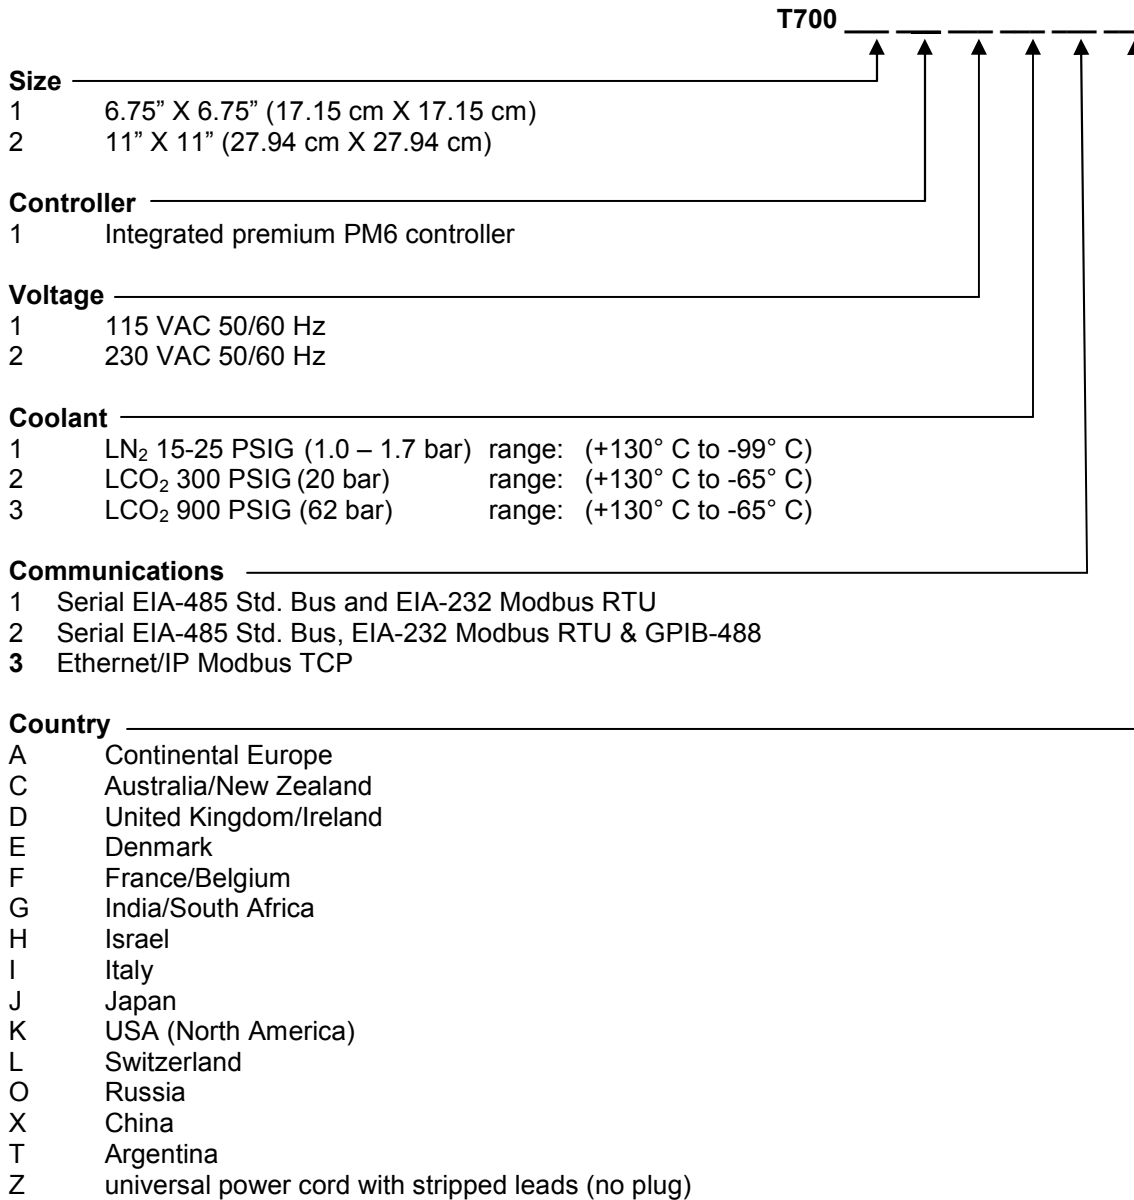 T700 __ __ __ __ __ __
Size
1 6.75” X 6.75” (17.15 cm X 17.15 cm)
2 11” X 11” (27.94 cm X 27.94 cm)
Controller
1 Integrated premium PM6 controller
Voltage
1 115 VAC 50/60 Hz
2 230 VAC 50/60 Hz
Coolant
1 LN₂ 15-25 PSIG (1.0 – 1.7 bar) range: (+130° C to -99° C)
2 LCO₂ 300 PSIG (20 bar) range: (+130° C to -65° C)
3 LCO₂ 900 PSIG (62 bar) range: (+130° C to -65° C)
Communications
1 Serial EIA-485 Std. Bus and EIA-232 Modbus RTU
2 Serial EIA-485 Std. Bus, EIA-232 Modbus RTU & GPIB-488
3 Ethernet/IP Modbus TCP
Country
A Continental Europe
C Australia/New Zealand
D United Kingdom/Ireland
E Denmark
F France/Belgium
G India/South Africa
H Israel
I Italy
J Japan
K USA (North America)
L Switzerland
O Russia
X China
T Argentina
Z universal power cord with stripped leads (no plug)